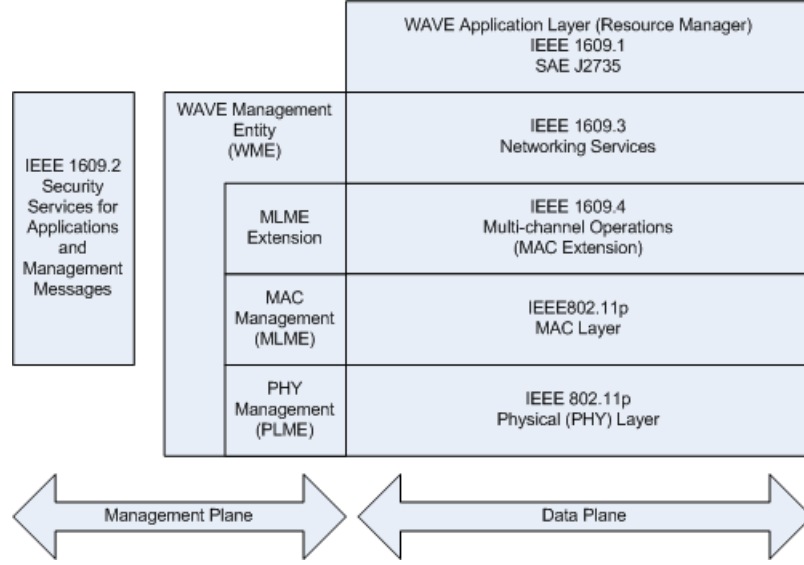 WAVE Application Layer (Resource Manager)
IEEE 1609.1
SAE J2735
IEEE 1609.2
Security
Services for
Applications
and
Management
Messages
WAVE Management
Entity
(WME)
IEEE 1609.3
Networking Services
MLME
Extension
IEEE 1609.4
Multi-channel Operations
(MAC Extension)
MAC
Management
(MLME)
IEEE802.11p
MAC Layer
PHY
Management
(PLME)
IEEE 802.11p
Physical (PHY) Layer
Management Plane
Data Plane